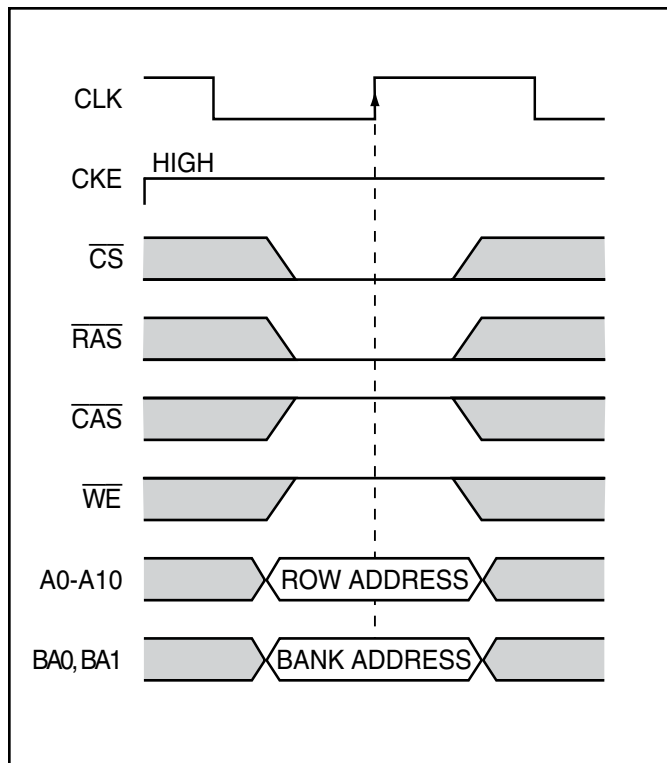 CLK
CKE
HIGH
CS
RAS
CAS
WE
A0-A10
ROW ADDRESS
BA0, BA1
BANK ADDRESS